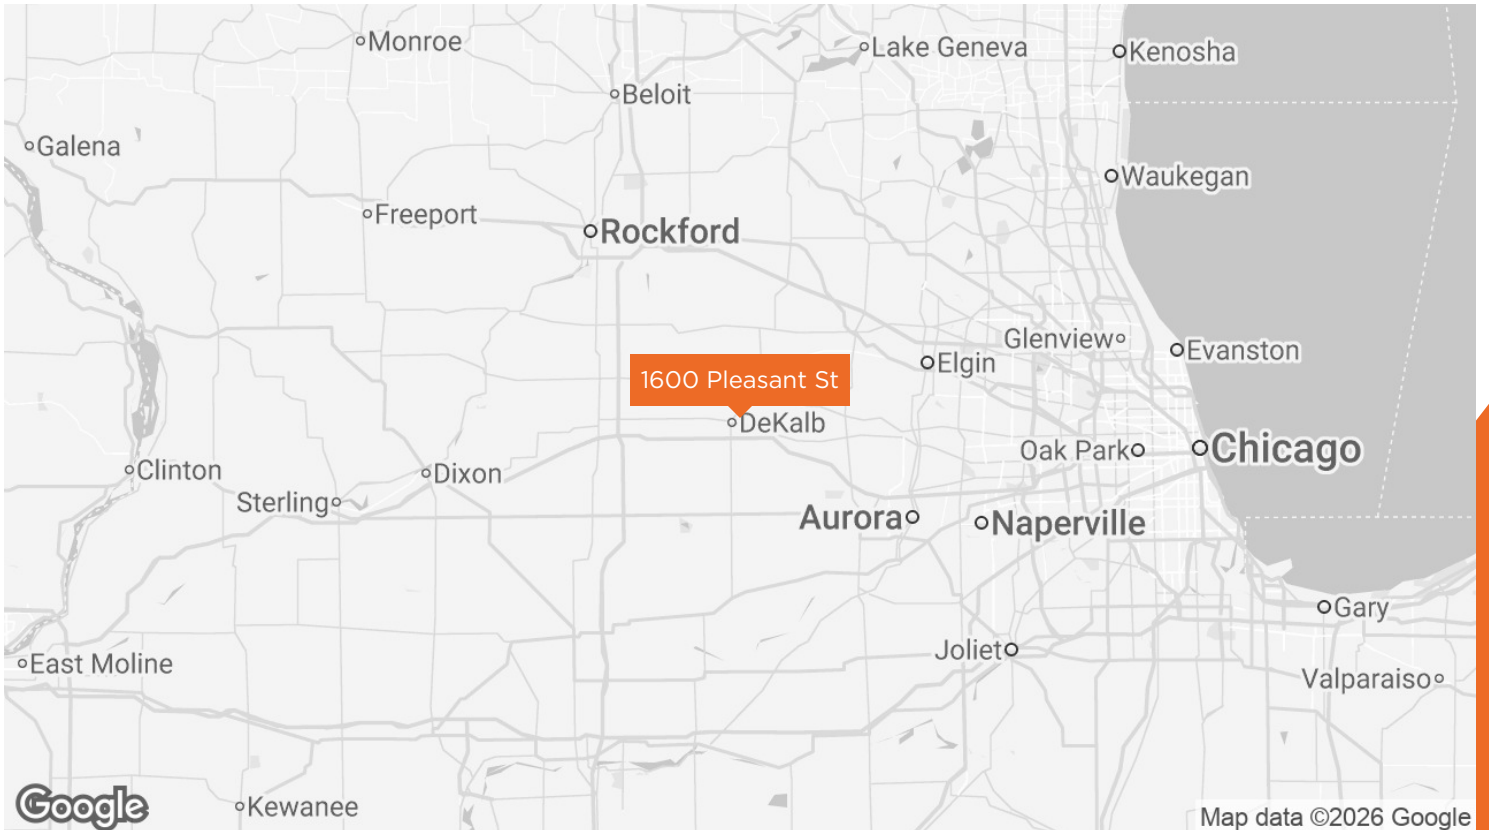 Monroe
Lake Geneva
Kenosha
Beloit
Galena
Waukegan
Freeport
Rockford
Glenview
Evanston
Elgin
1600 Pleasant St
DeKalb
Oak Park
Chicago
Clinton
Dixon
Sterling
Aurora
Naperville
Gary
Joliet
East Moline
Valparaiso
Google
Kewanee
Map data ©2026 Google